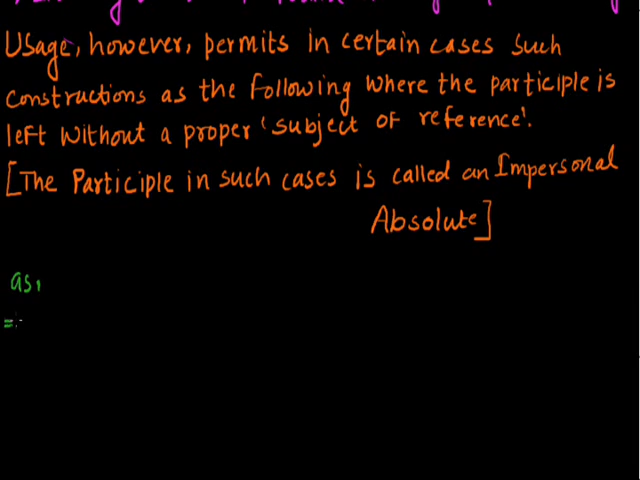 Usage, however, permits in certain cases such
constructions as the following where the participle is
left without a proper 'subject of reference'.
[The Participle in such cases is called an Impersonal
Absolute]
as,
=: